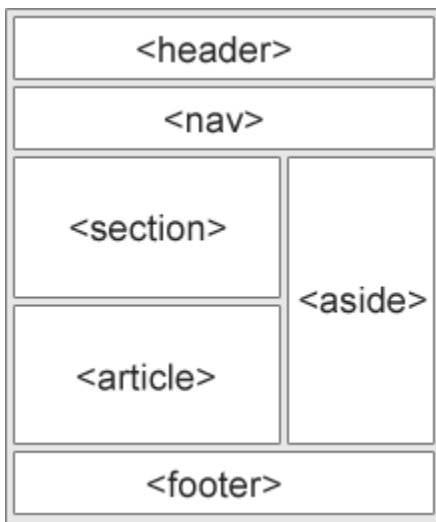 <header>
<nav>
<section>
<aside>
<article>
<footer>